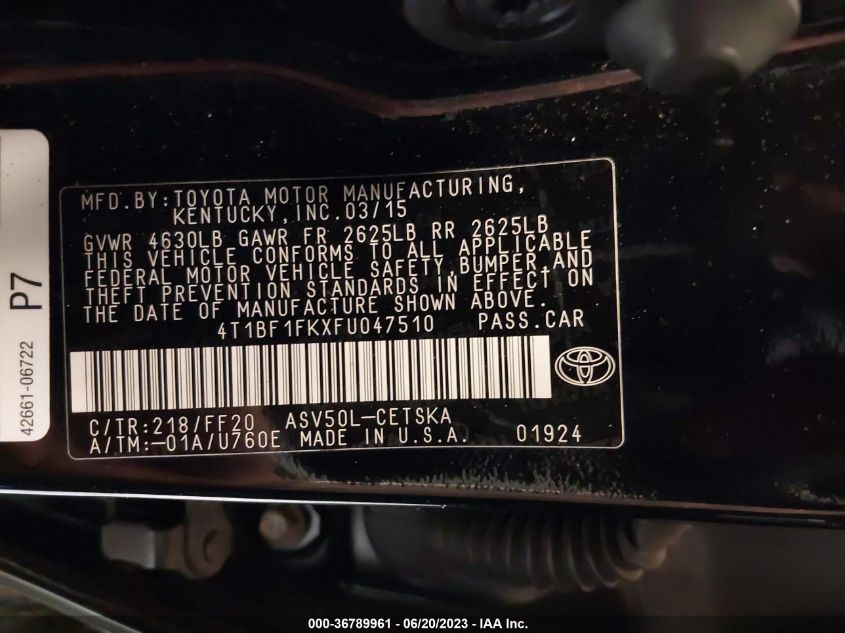 P7
42661-06722
MFD.BY:TOYOTA MOTOR MANUFACTURING,
KENTUCKY,INC.03/15
GVWR 4630LB GAWR FR 2625LB RR 2625LB
THIS VEHICLE CONFORMS TO ALL APPLICABLE
FEDERAL MOTOR VEHICLE SAFETY,BUMPER,AND
THEFT PREVENTION STANDARDS IN EFFECT ON
THE DATE OF MANUFACTURE SHOWN ABOVE.
4T1BF1FKXFU047510 PASS.CAR
C/TR:218/FF20 ASV50L-CETSKA
A/TM:-01A/U760E MADE IN U.S.A. 01924
000-36789961 - 06/20/2023 - IAA Inc.